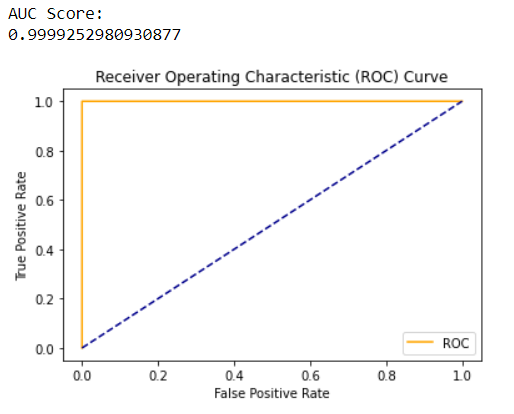 AUC Score:
0.9999252980930877
Receiver Operating Characteristic (ROC) Curve
1.0
0.8
0.6
0.4
0.2
0.0
True Positive Rate
ROC
0.0 0.2 0.4 0.6 0.8 1.0
False Positive Rate